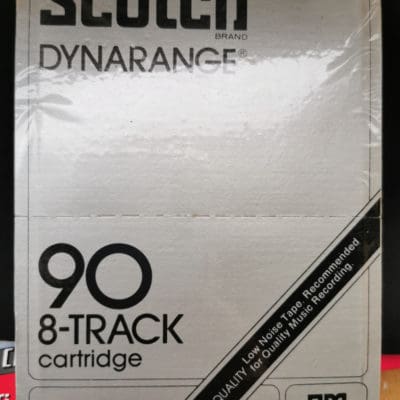 Scotch
BRAND
DYNARANGE®
90
8-TRACK
cartridge
QUALITY Low Noise Tape. Recommended
for Quality Music Recording.